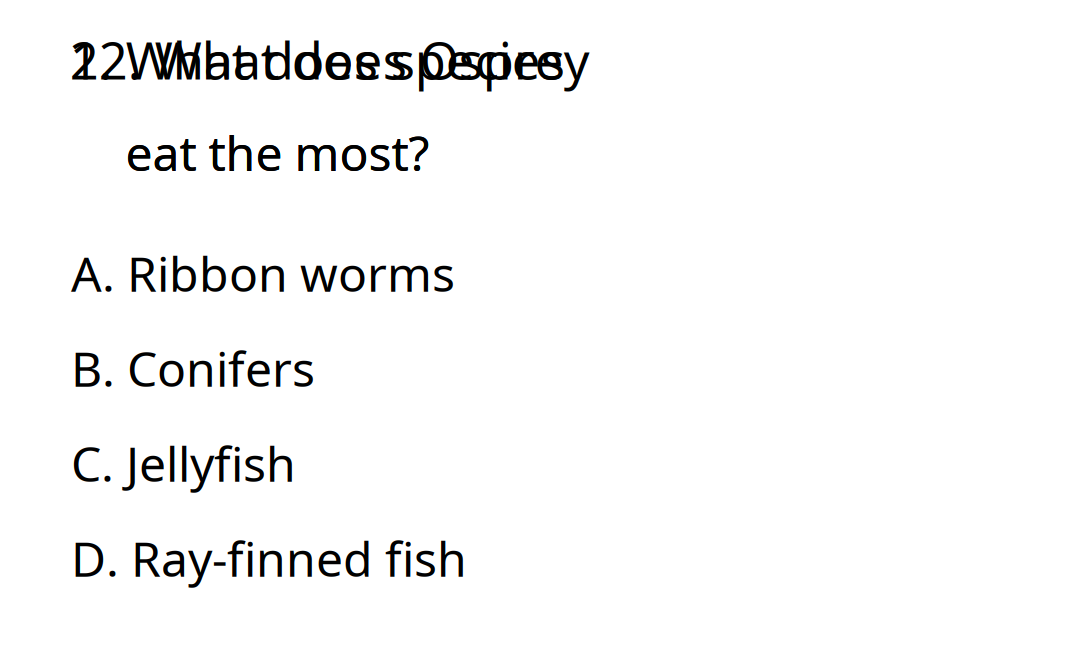 eat the most?
A. Ribbon worms
B. Conifers
C. Jellyfish
D. Ray-finned fish